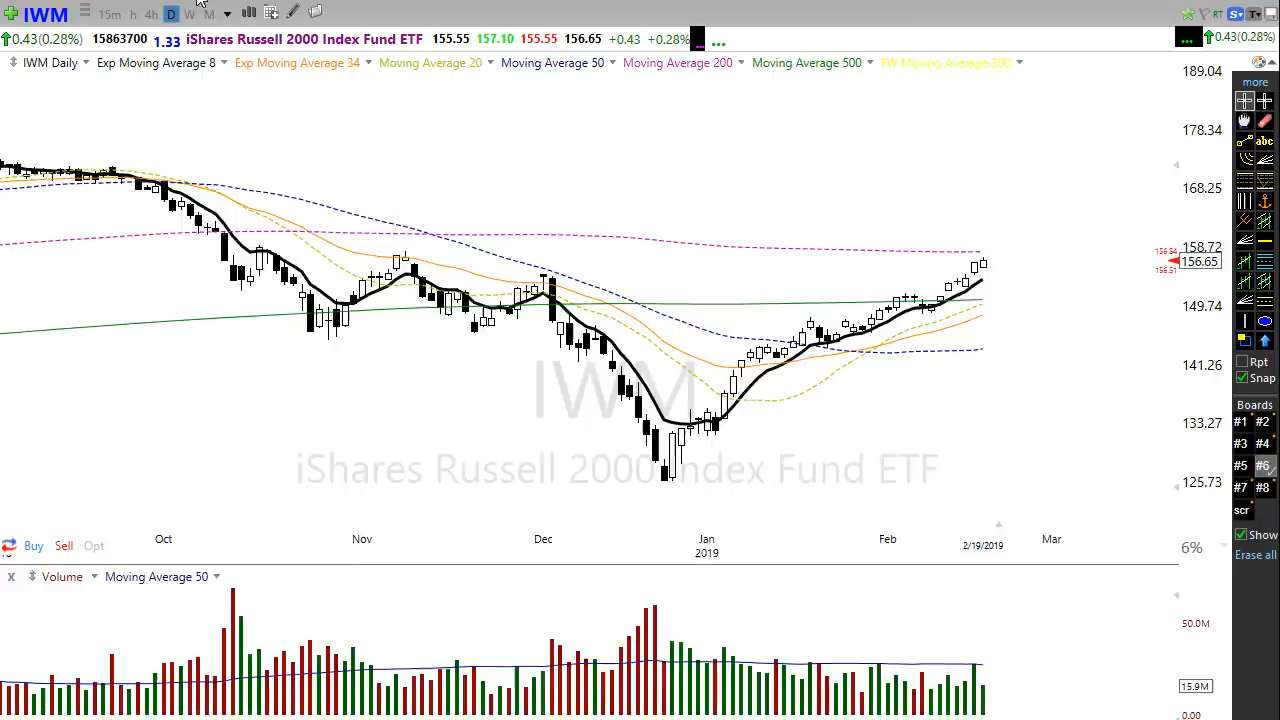 IWM 15m h 4h D W M RT S T
0.43(0.28%) 15863700 1.33 iShares Russell 2000 Index Fund ETF 155.55 157.10 155.55 156.65 +0.43 +0.28% ... 0.43(0.28%)
IWM Daily Exp Moving Average 8 Exp Moving Average 34 Moving Average 20 Moving Average 50 Moving Average 200 Moving Average 500
189.04
more
abc
178.34
168.25
158.72
156.54
156.65
156.51
149.74
141.26
133.27
125.73
IWM
iShares Russell 2000 Index Fund ETF
Rpt
Snap
Boards
#1 #2
#3 #4
#5 #6
#7 #8
scr
Show
Erase all
Oct Nov Dec Jan Feb Mar
2019 2/19/2019
Buy Sell Opt 6%
X Volume Moving Average 50
50.0M
15.9M
0.00